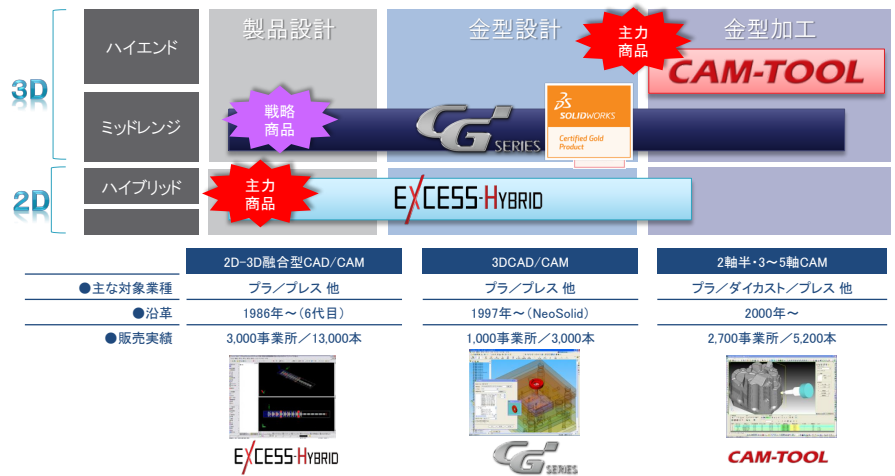 製品設計
金型設計
金型加工
3D
ハイエンド
主力
商品
CAM-TOOL
ミッドレンジ
戦略
商品
CG
SERIES
SOLIDWORKS
Certified Gold
Product
2D
ハイブリッド
主力
商品
EXCESS-HYBRID
2D-3D融合型CAD/CAM
3DCAD/CAM
2軸半・3～5軸CAM
●主な対象業種
プラ／プレス 他
プラ／プレス 他
プラ／ダイカスト／プレス 他
●沿革
1986年～(6代目)
1997年～(NeoSolid)
2000年～
●販売実績
3,000事業所／13,000本
1,000事業所／3,000本
2,700事業所／5,200本
EXCESS-HYBRID
CG
SERIES
CAM-TOOL